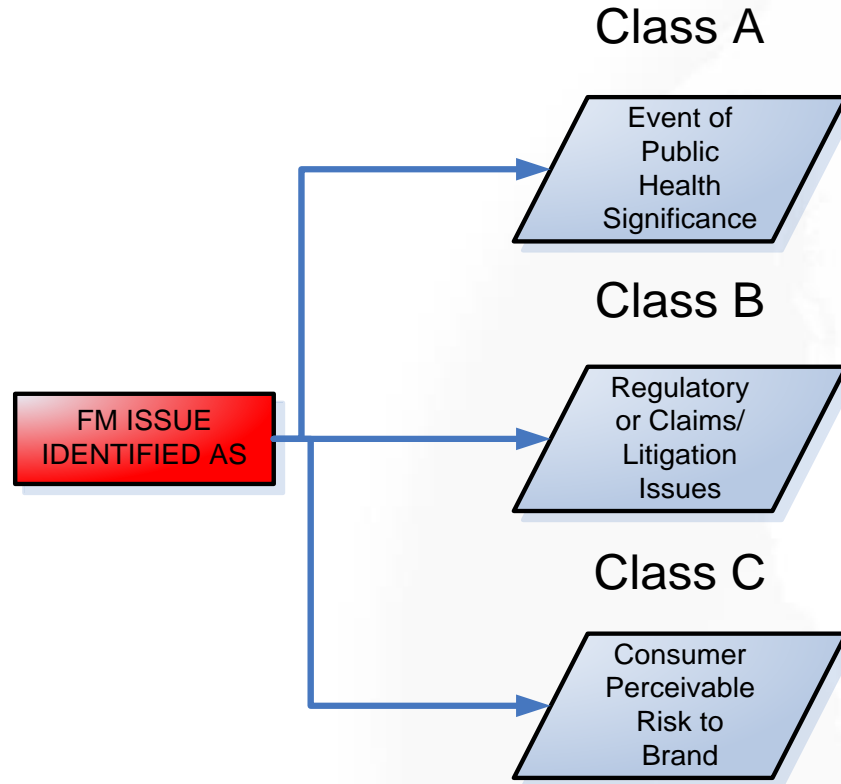 Class A
Event of
Public
Health
Significance
Class B
FM ISSUE
IDENTIFIED AS
Regulatory
or Claims/
Litigation
Issues
Class C
Consumer
Perceivable
Risk to
Brand